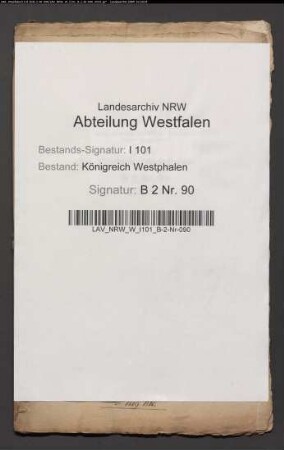 Landesarchiv NRW
Abteilung Westfalen
Bestands-Signatur: I 101
Bestand: Königreich Westphalen
Signatur: B 2 Nr. 90
LAV_NRW_W_I101_B-2-Nr-090